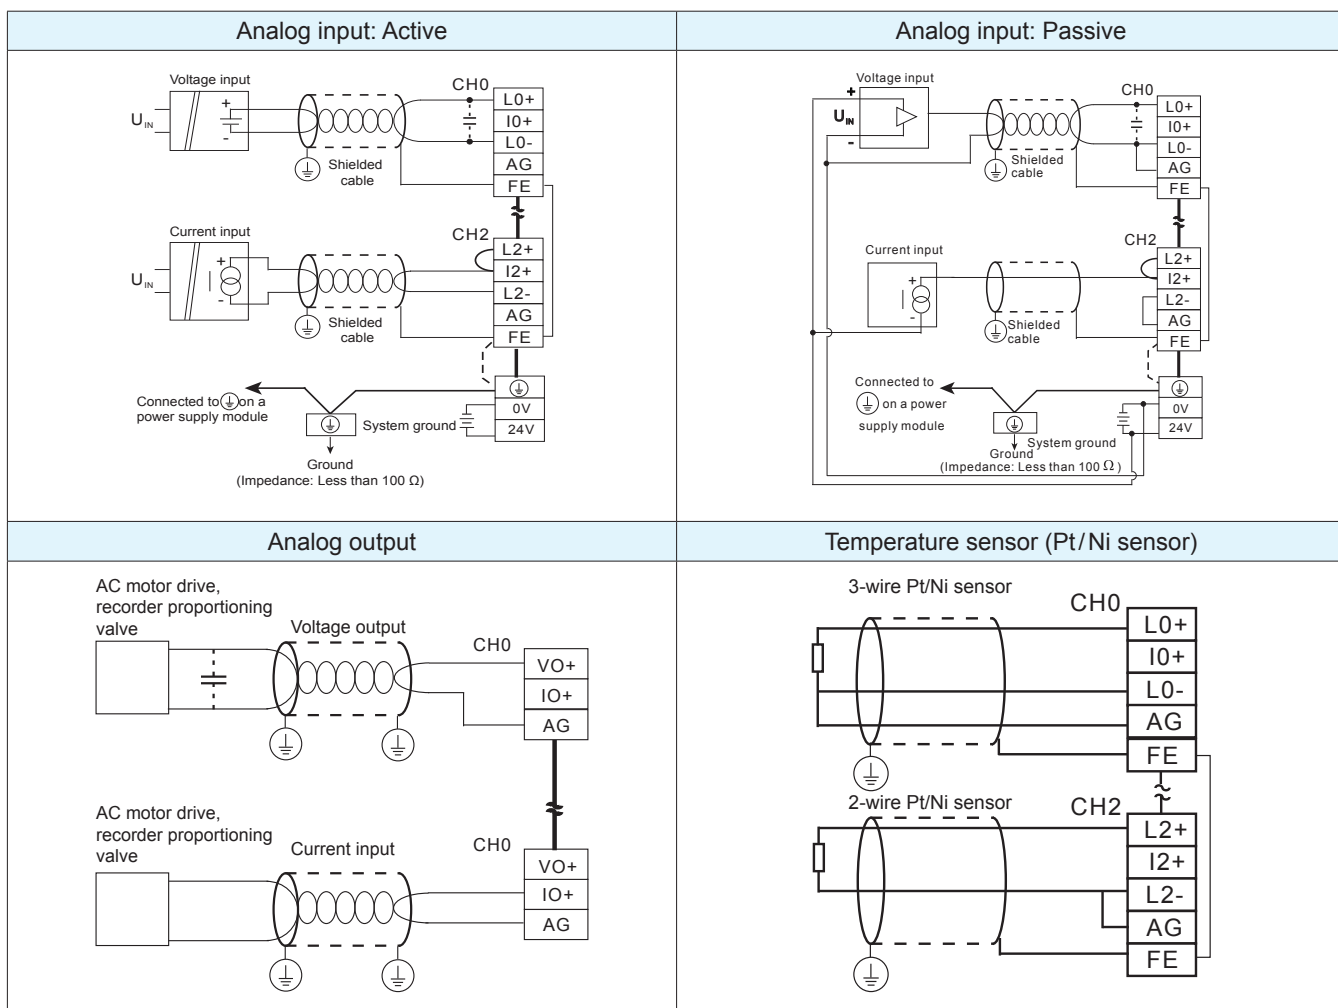 Analog input: Active
Voltage input
CH0
L0+
I0+
L0-
AG
FE
+
-
UIN
Shielded
cable
Current input
CH2
L2+
I2+
L2-
AG
FE
+
-
UIN
Shielded
cable
Connected to on a
power supply module
System ground
0V
24V
Ground
(Impedance: Less than 100 Ω)
Analog input: Passive
Voltage input
CH0
+
UIN
-
L0+
I0+
L0-
AG
FE
Shielded
cable
Current input
CH2
L2+
I2+
L2-
AG
FE
+
-
Shielded
cable
Connected to
on a power
supply module
0V
24V
System ground
Ground
(Impedance: Less than 100 Ω )
Analog output
AC motor drive,
recorder proportioning
valve
Voltage output
CH0
VO+
IO+
AG
AC motor drive,
recorder proportioning
valve
Current input
CH0
VO+
IO+
AG
Temperature sensor (Pt/Ni sensor)
3-wire Pt/Ni sensor
CH0
L0+
I0+
L0-
AG
FE
2-wire Pt/Ni sensor
CH2
L2+
I2+
L2-
AG
FE